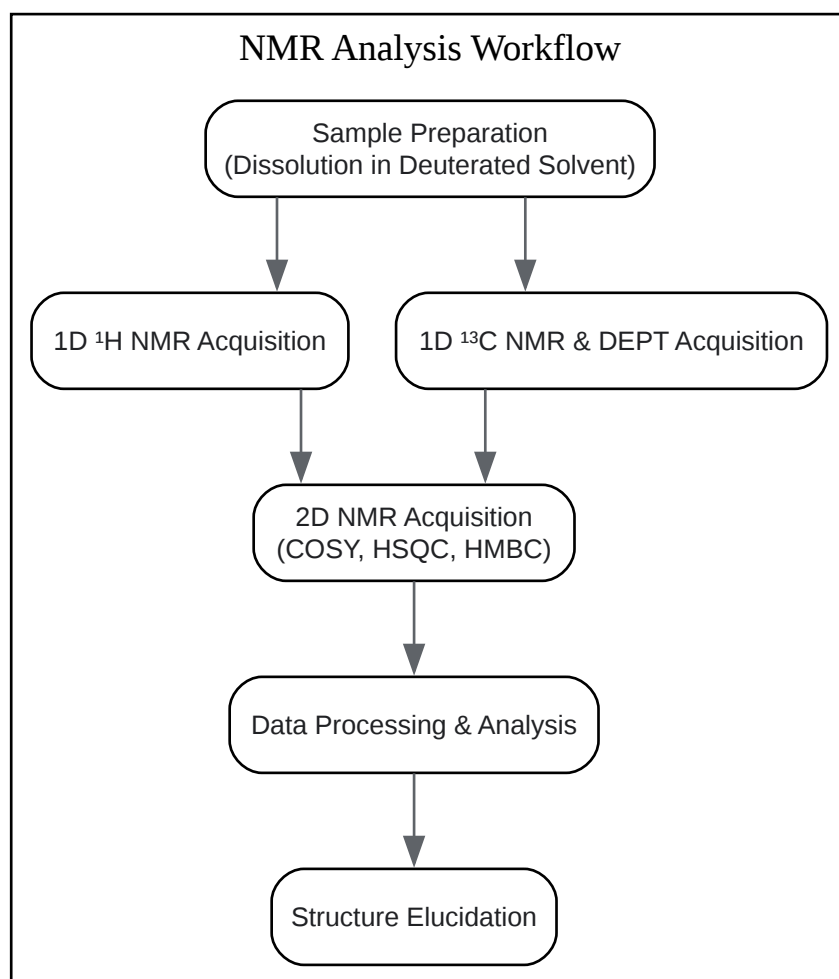 NMR Analysis Workflow
Sample Preparation
(Dissolution in Deuterated Solvent)
1D ¹H NMR Acquisition
1D ¹³C NMR & DEPT Acquisition
2D NMR Acquisition
(COSY, HSQC, HMBC)
Data Processing & Analysis
Structure Elucidation